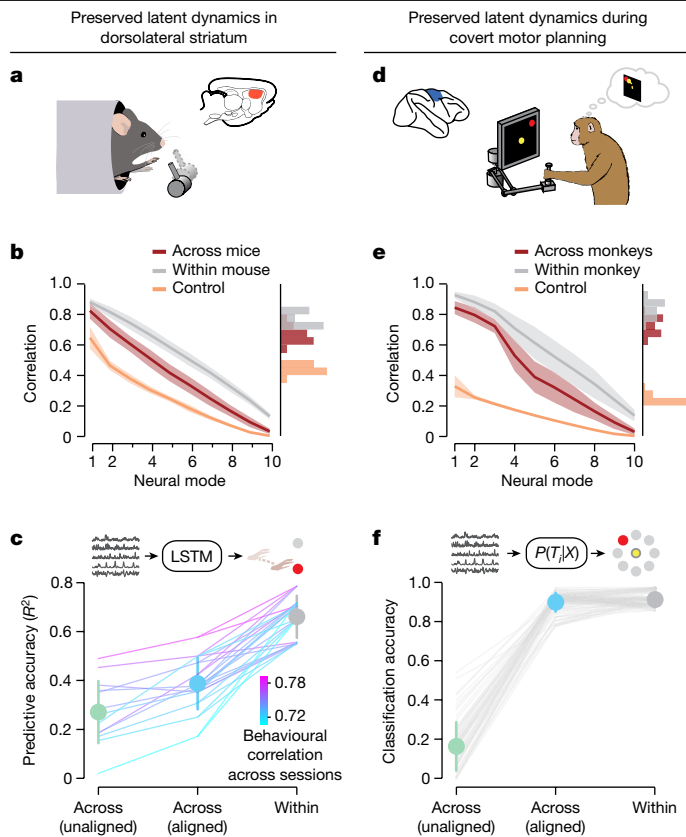 Preserved latent dynamics in
dorsolateral striatum
Preserved latent dynamics during
covert motor planning
a
d
b
Across mice
Within mouse
Control
1.0
0.8
0.6
0.4
0.2
0
Correlation
1 2 4 6 8 10
Neural mode
e
Across monkeys
Within monkey
Control
1.0
0.8
0.6
0.4
0.2
0
Correlation
1 2 4 6 8 10
Neural mode
c
LSTM
0.8
0.6
0.4
0.2
0
Predictive accuracy (R²)
0.78
0.72
Behavioural
correlation
across sessions
Across
(unaligned)
Across
(aligned)
Within
f
P(Tᵢ|X)
1.0
0.8
0.6
0.4
0.2
0
Classification accuracy
Across
(unaligned)
Across
(aligned)
Within